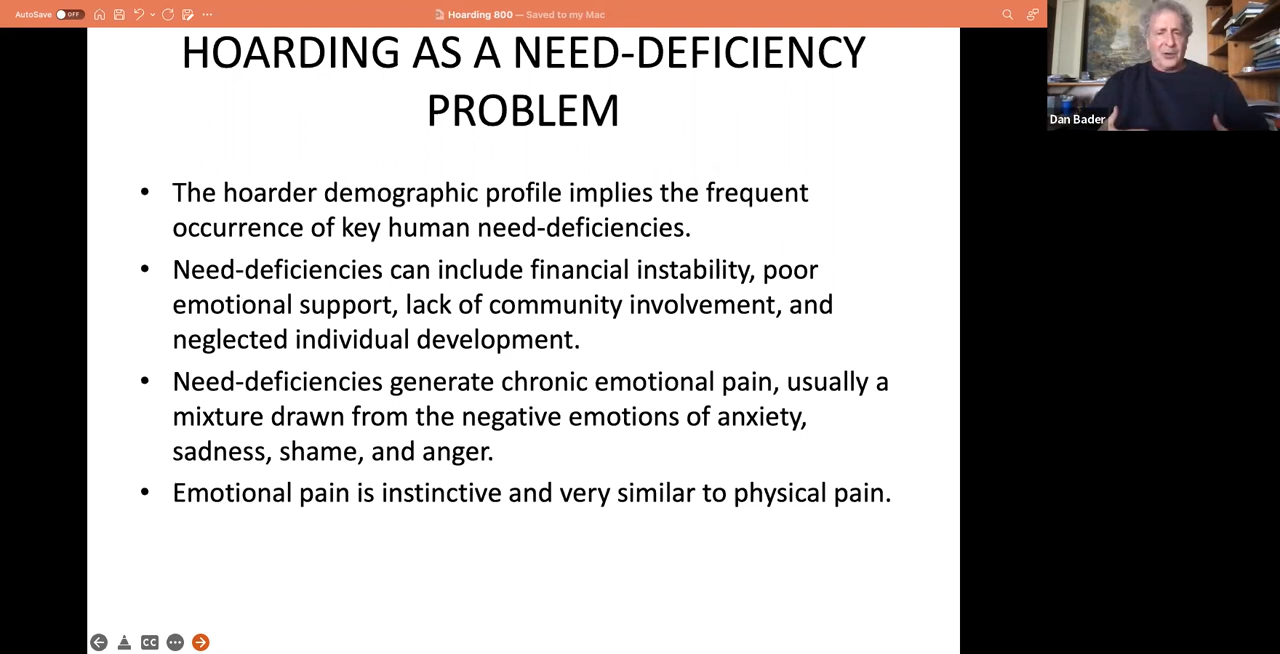 AutoSave OFF
Hoarding 800 — Saved to my Mac
HOARDING AS A NEED-DEFICIENCY
PROBLEM
Dan Bader
• The hoarder demographic profile implies the frequent
occurrence of key human need-deficiencies.
• Need-deficiencies can include financial instability, poor
emotional support, lack of community involvement, and
neglected individual development.
• Need-deficiencies generate chronic emotional pain, usually a
mixture drawn from the negative emotions of anxiety,
sadness, shame, and anger.
• Emotional pain is instinctive and very similar to physical pain.
CC